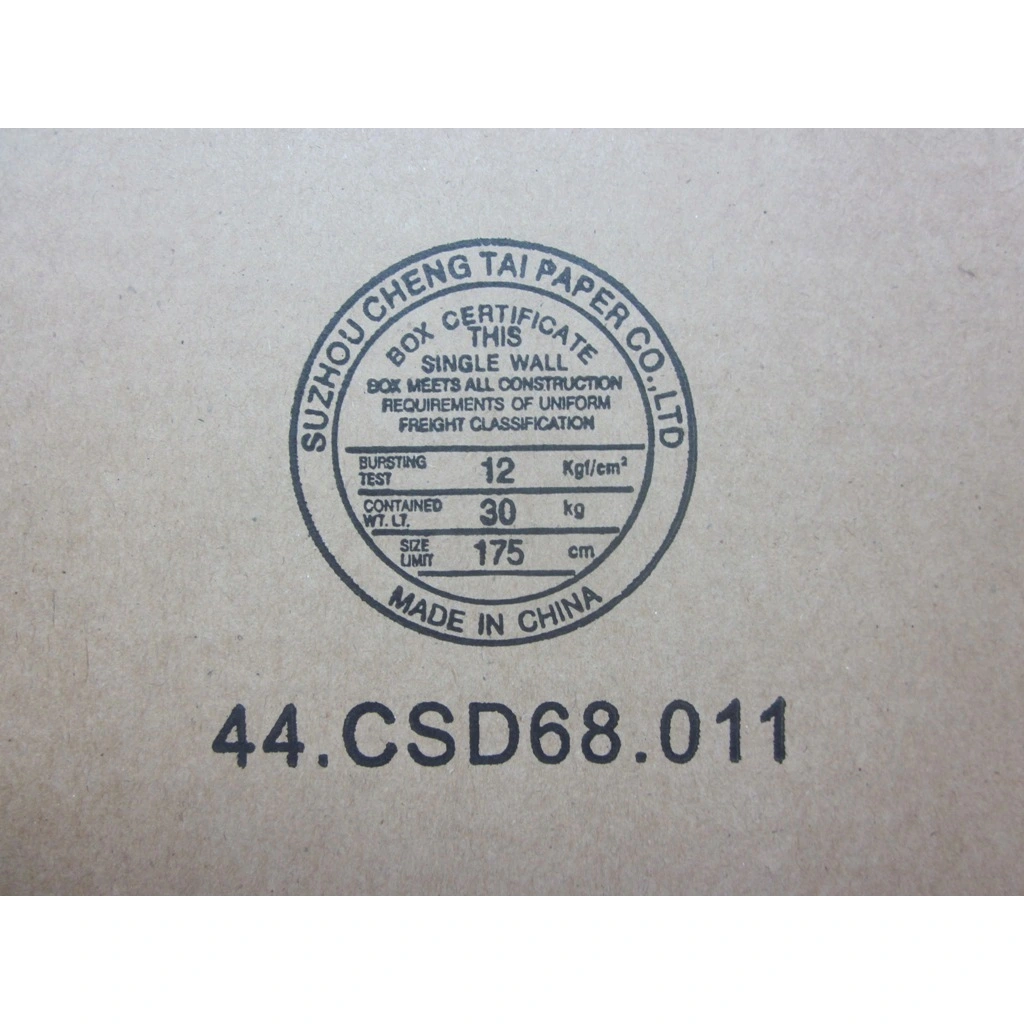 SUZHOU CHENG TAI PAPER CO.,LTD
BOX CERTIFICATE
THIS
SINGLE WALL
BOX MEETS ALL CONSTRUCTION
REQUIREMENTS OF UNIFORM
FREIGHT CLASSIFICATION
BURSTING TEST 12 Kgf/cm²
CONTAINED WT. LT. 30 kg
SIZE LIMIT 175 cm
MADE IN CHINA
44.CSD68.011